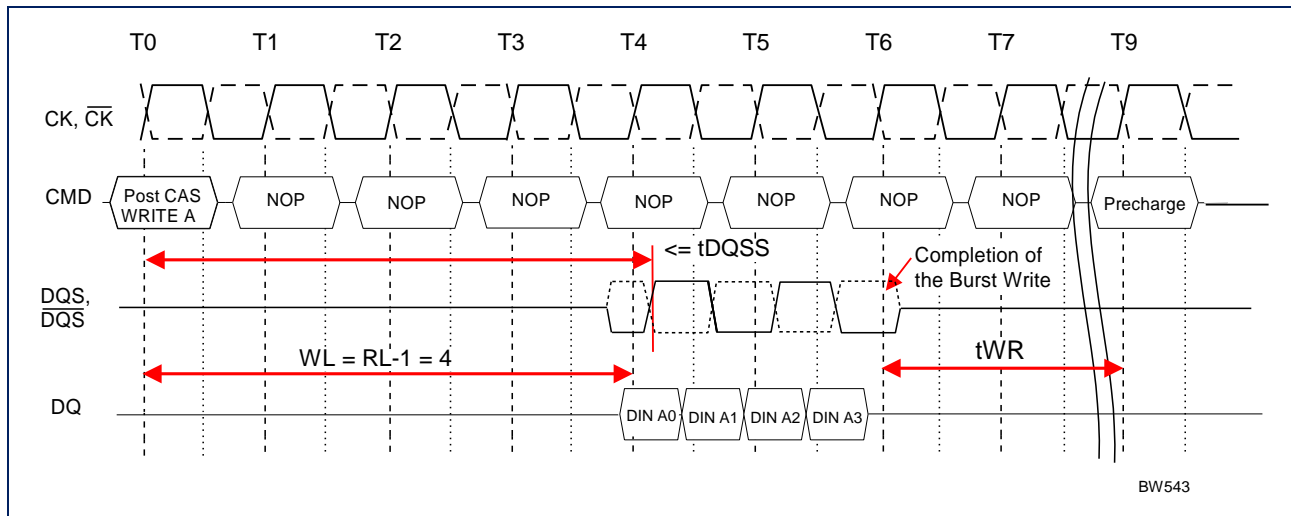 T0 T1 T2 T3 T4 T5 T6 T7 T9
CK, C̅K̅
CMD
Post CAS
WRITE A
NOP NOP NOP NOP NOP NOP NOP Precharge
<= tDQSS
Completion of
the Burst Write
DQS,
D̅Q̅S̅
WL = RL-1 = 4
tWR
DQ
DIN A0 DIN A1 DIN A2 DIN A3
BW543